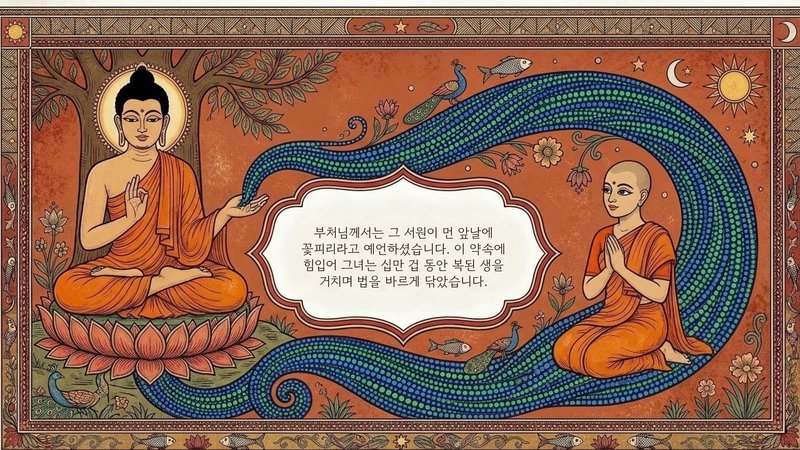 부처님께서는 그 서원이 먼 앞날에
꽃피리라고 예언하셨습니다. 이 약속에
힘입어 그녀는 십만 겁 동안 복된 생을
거치며 법을 바르게 닦았습니다.